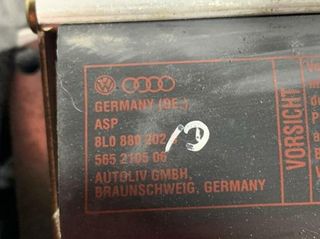 GERMANY (DE.)
ASP
8L0 880 202
565 2105 06
AUTOLIV GMBH,
BRAUNSCHWEIG, GERMANY
VORSICHT